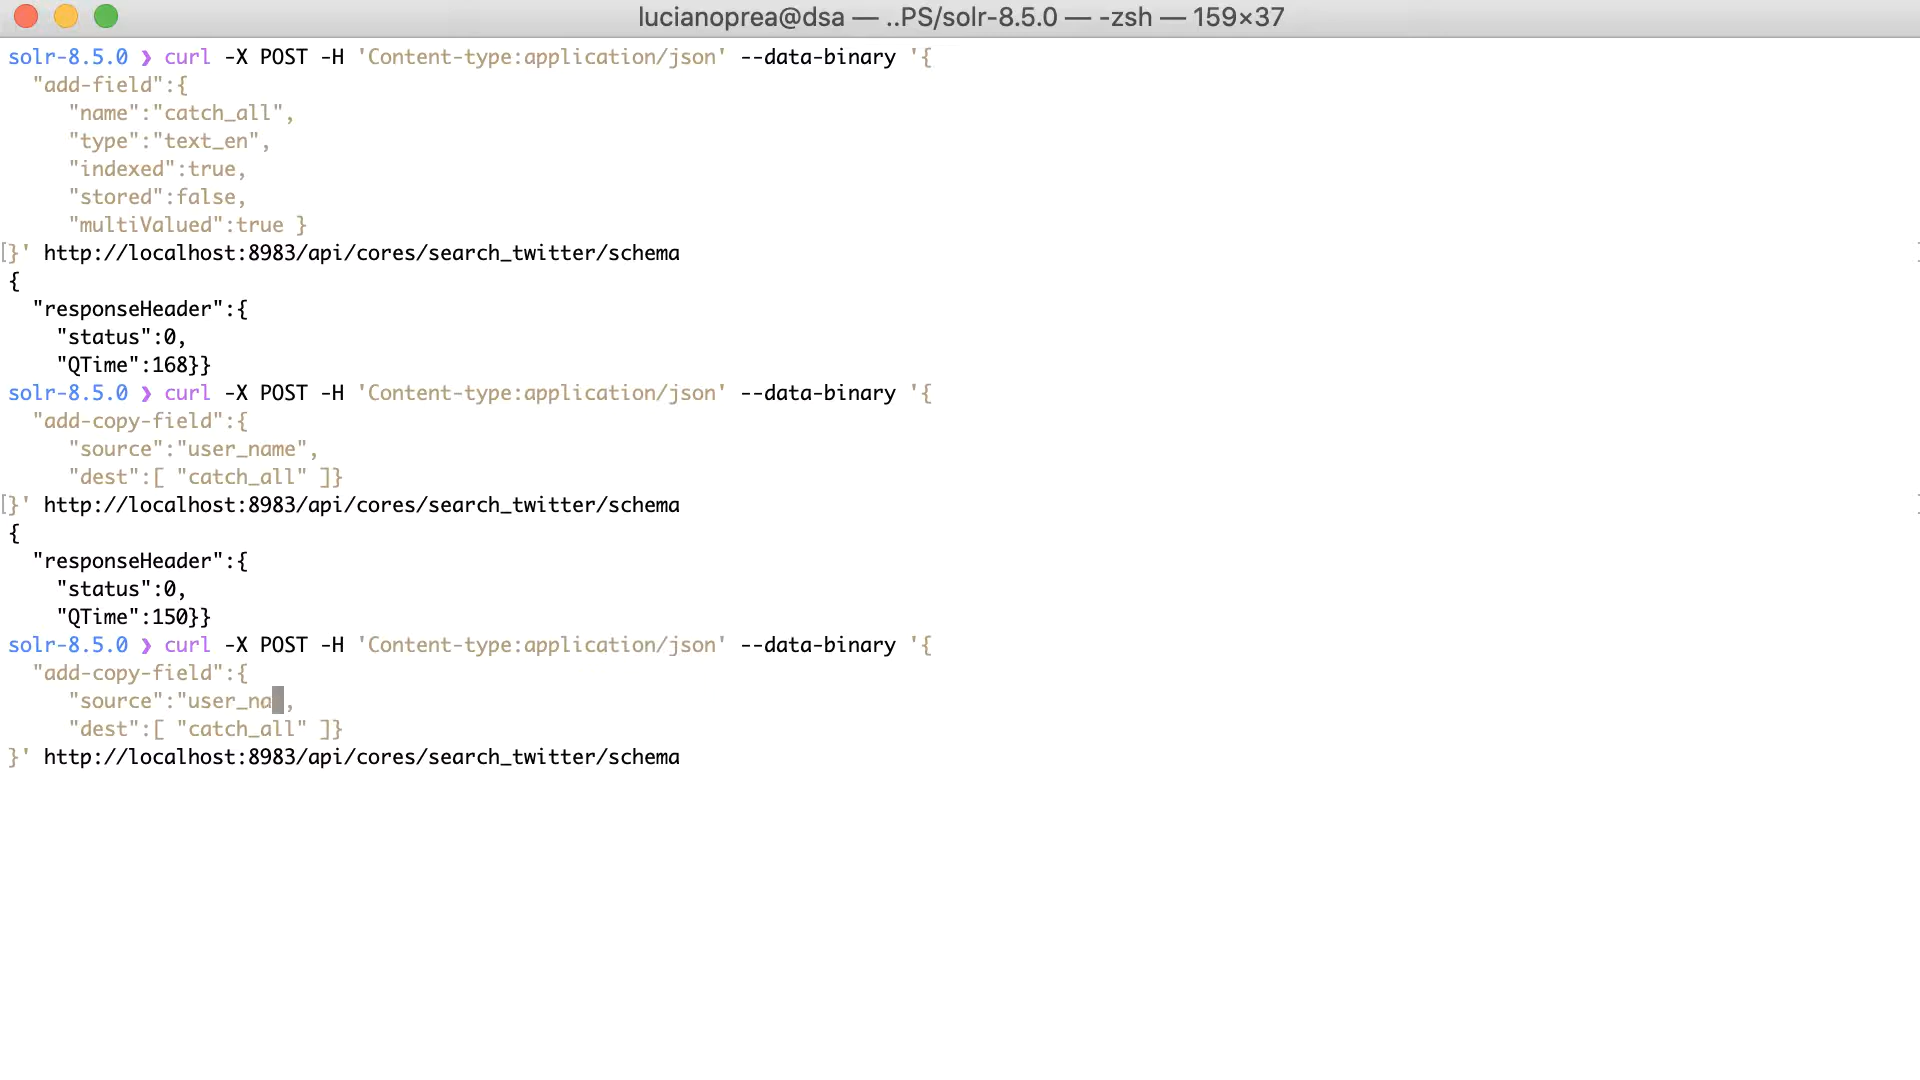 lucianoprea@dsa — ..PS/solr-8.5.0 — -zsh — 159×37
solr-8.5.0 ❯ curl -X POST -H 'Content-type:application/json' --data-binary '{
  "add-field":{
     "name":"catch_all",
     "type":"text_en",
     "indexed":true,
     "stored":false,
     "multiValued":true }
[}' http://localhost:8983/api/cores/search_twitter/schema
{
  "responseHeader":{
    "status":0,
    "QTime":168}}
solr-8.5.0 ❯ curl -X POST -H 'Content-type:application/json' --data-binary '{
  "add-copy-field":{
     "source":"user_name",
     "dest":[ "catch_all" ]}
[}' http://localhost:8983/api/cores/search_twitter/schema
{
  "responseHeader":{
    "status":0,
    "QTime":150}}
solr-8.5.0 ❯ curl -X POST -H 'Content-type:application/json' --data-binary '{
  "add-copy-field":{
     "source":"user_na ,
     "dest":[ "catch_all" ]}
}' http://localhost:8983/api/cores/search_twitter/schema